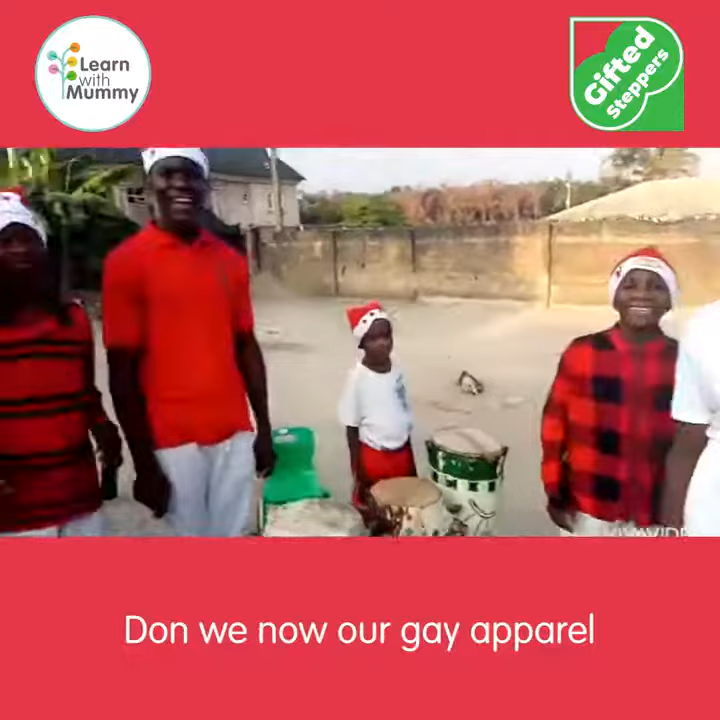 Learn
with
Mummy
Gifted
Steppers
Don we now our gay apparel